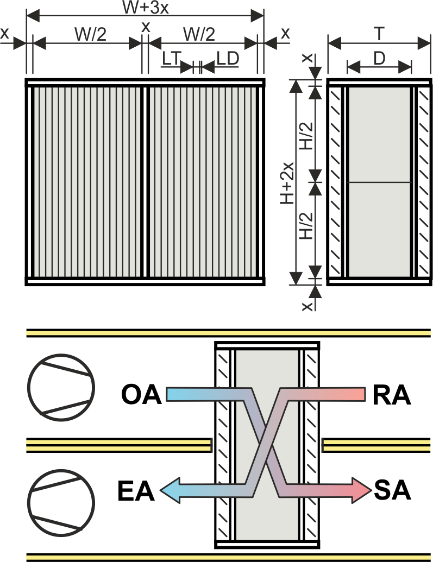 W+3x
x W/2 x W/2 x
LT LD
T
D
x
H/2
H+2x
H/2
x
OA RA
EA SA